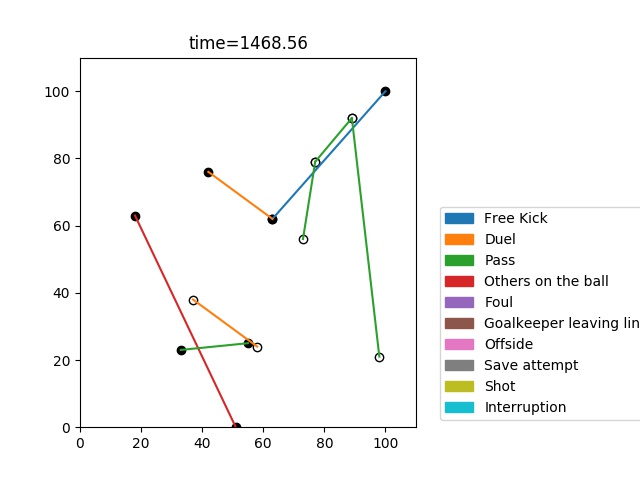 time=1468.56
100
80
60
40
20
0
0 20 40 60 80 100
Free Kick
Duel
Pass
Others on the ball
Foul
Goalkeeper leaving lin
Offside
Save attempt
Shot
Interruption